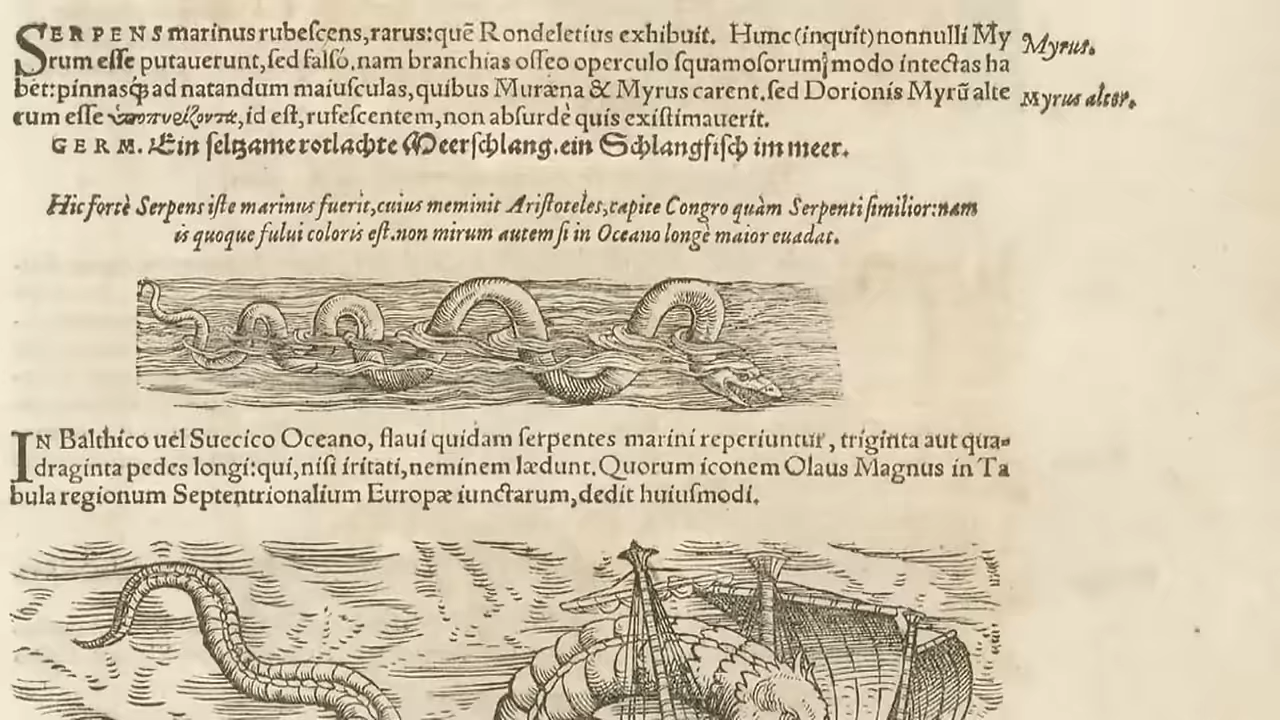 SERPENS marinus rubeſcens, rarus: quē Rondeletius exhibuit. Hunc (inquit) nonnulli My
rum eſſe putauerunt, ſed falſò, nam branchias oſſeo operculo ſquamoſorum modo intectas ha
bet: pinnasq́; ad natandum maiuſculas, quibus Muræna & Myrus carent. ſed Dorionis Myrū alte
rum eſſe id eſt, rufeſcentem, non abſurdè quis exiſtimauerit.
Myrus.
Myrus alter.
GERM. Ein ſeltzame rotlachte Meerſchlang. ein Schlangfiſch im meer.
Hic fortè Serpens iſte marinus fuerit, cuius meminit Ariſtoteles, capite Congro quàm Serpenti ſimilior: nam
is quoque fului coloris eſt. non mirum autem ſi in Oceano longè maior euadat.
IN Balthico uel Suecico Oceano, flaui quidam ſerpentes marini reperiuntur, triginta aut qua-
draginta pedes longi: qui, niſi irritati, neminem lædunt. Quorum iconem Olaus Magnus in Ta
bula regionum Septentrionalium Europæ iunctarum, dedit huiuſmodi.